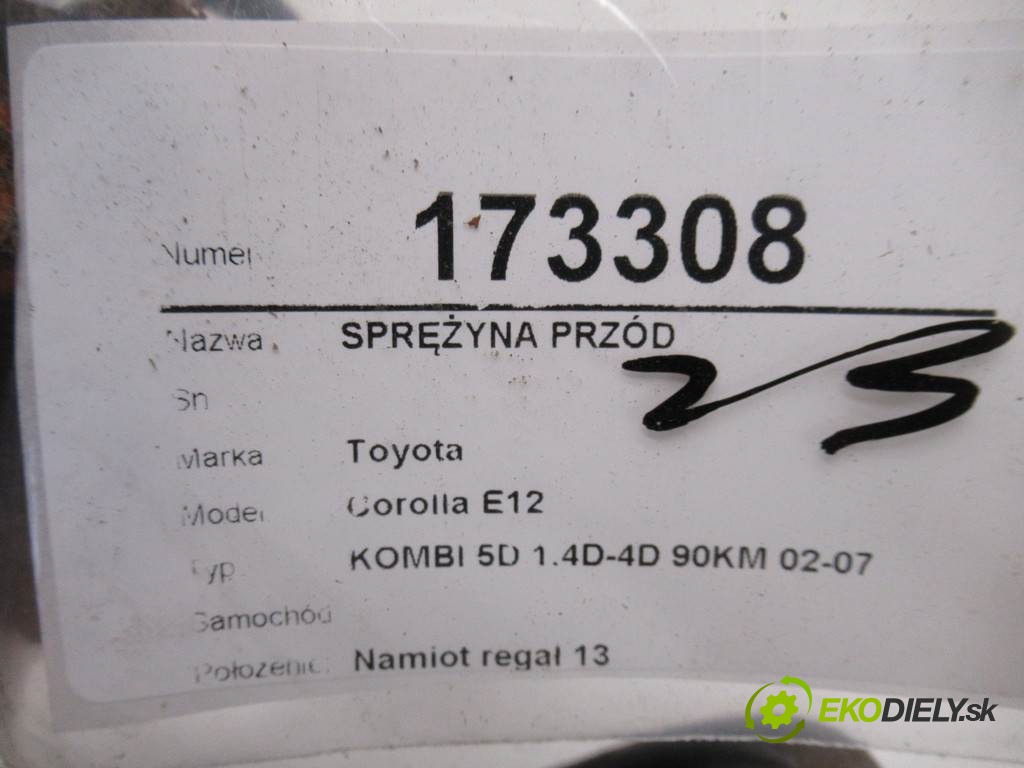 Numer 173308
Nazwa SPRĘŻYNA PRZÓD
Sn
23
Marka Toyota
Model Corolla E12
Typ KOMBI 5D 1.4D-4D 90KM 02-07
Samochód
Położenie: Namiot regał 13
EKODIELY.sk